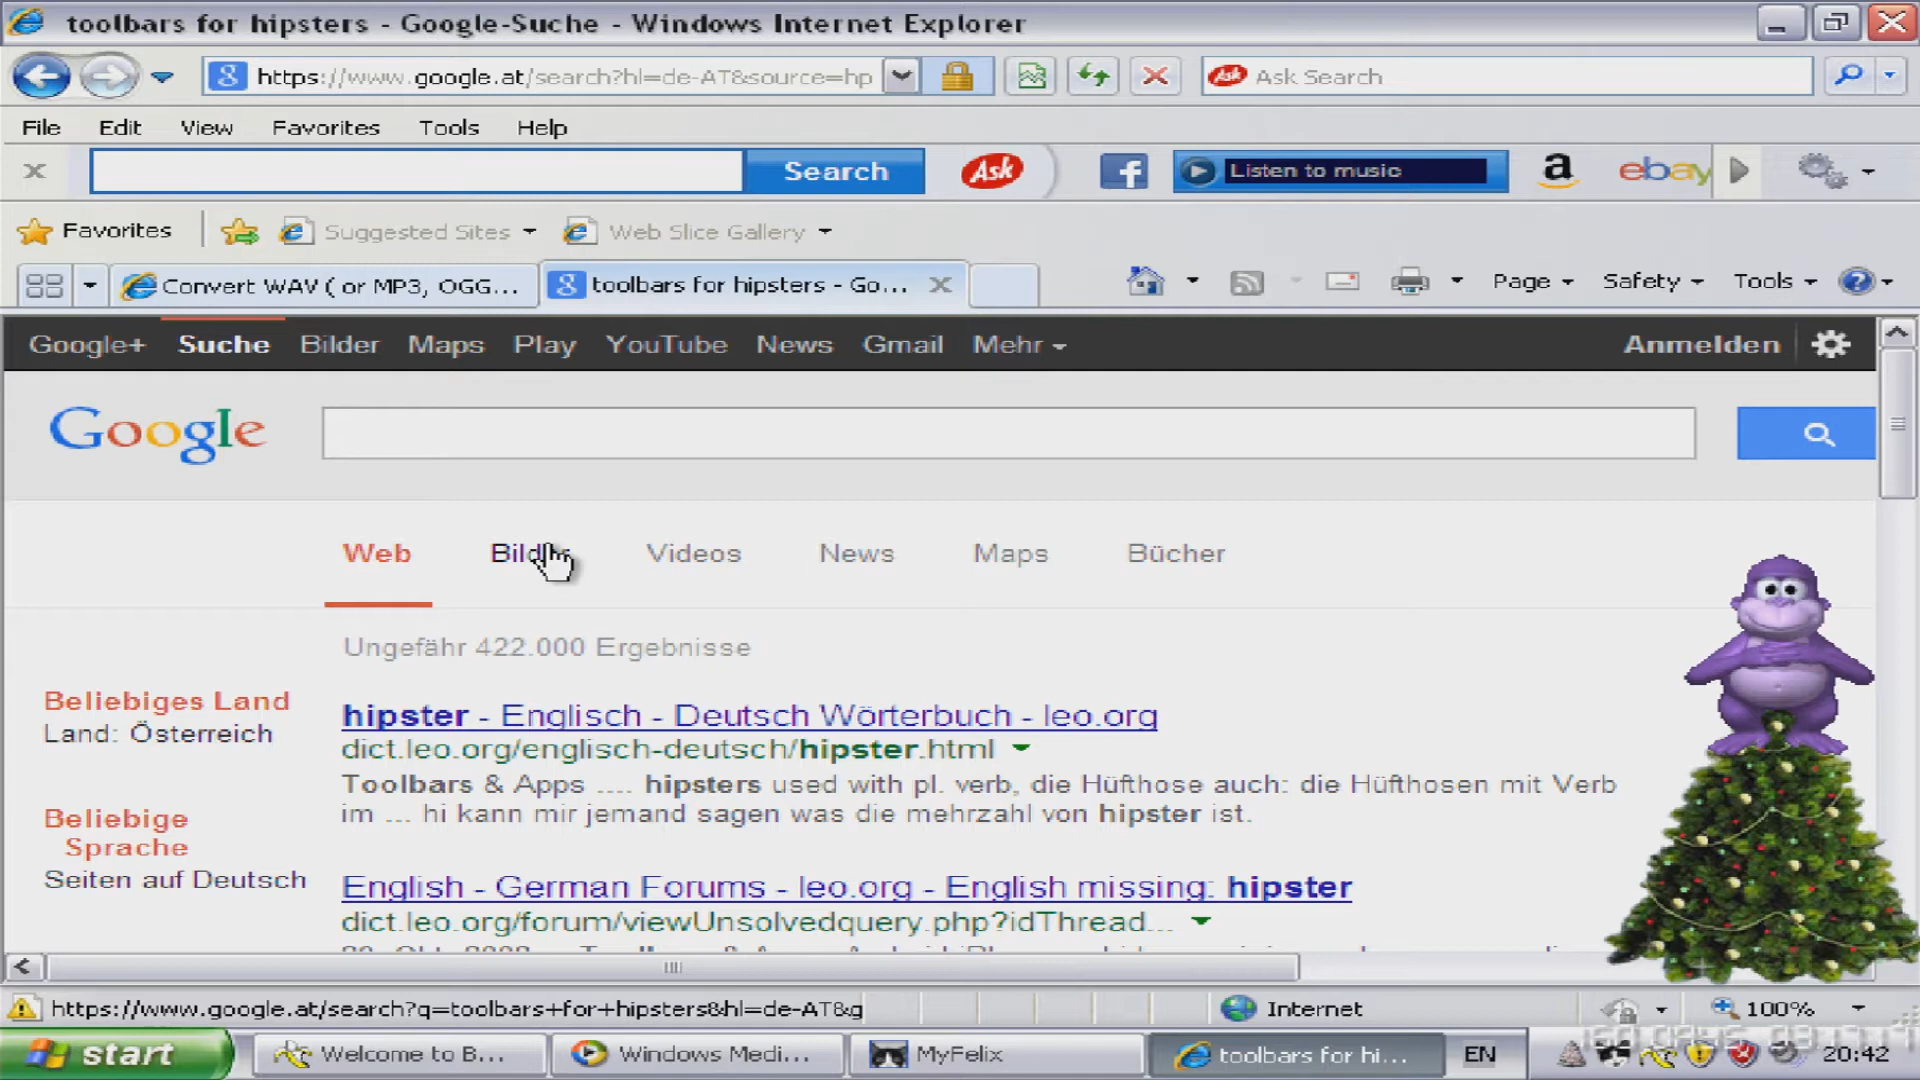 toolbars for hipsters - Google-Suche - Windows Internet Explorer
https://www.google.at/search?hl=de-AT&source=hp
Ask Ask Search
File Edit View Favorites Tools Help
Search Ask Listen to music a ebay
Favorites Suggested Sites Web Slice Gallery
Convert WAV ( or MP3, OGG... toolbars for hipsters - Go... Page Safety Tools
Google+ Suche Bilder Maps Play YouTube News Gmail Mehr Anmelden
Google
Web Videos News Maps Bücher
Ungefähr 422.000 Ergebnisse
Beliebiges Land
Land: Österreich
Beliebige
Sprache
Seiten auf Deutsch
hipster - Englisch - Deutsch Wörterbuch - leo.org
dict.leo.org/englisch-deutsch/hipster.html
Toolbars & Apps .... hipsters used with pl. verb, die Hüfthose auch: die Hüfthosen mit Verb
im ... hi kann mir jemand sagen was die mehrzahl von hipster ist.
English - German Forums - leo.org - English missing: hipster
dict.leo.org/forum/viewUnsolvedquery.php?idThread...
https://www.google.at/search?q=toolbars+for+hipsters&hl=de-AT&g
Internet 100%
start Welcome to B... Windows Medi... MyFelix toolbars for hi... EN 20:42